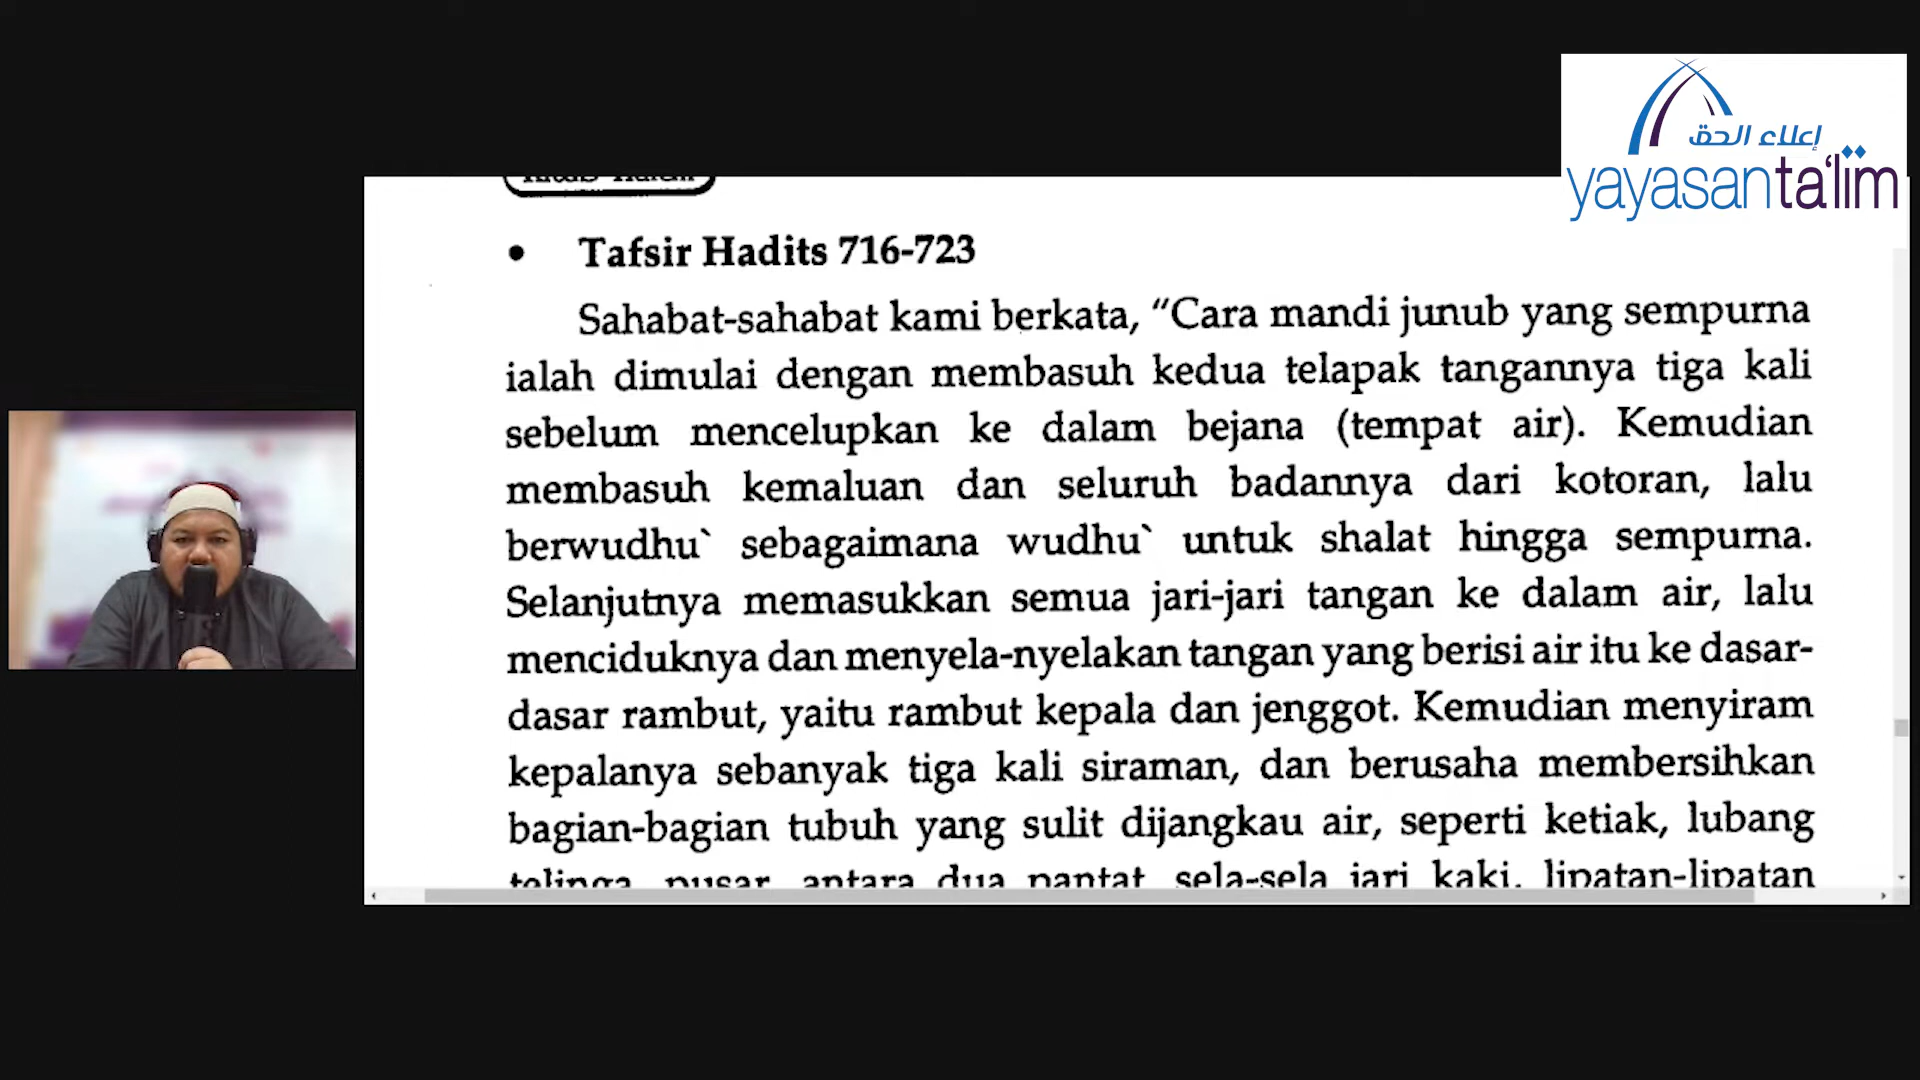 إعلاء الحق
yayasanta'lim
• Tafsir Hadits 716-723
Sahabat-sahabat kami berkata, “Cara mandi junub yang sempurna
ialah dimulai dengan membasuh kedua telapak tangannya tiga kali
sebelum mencelupkan ke dalam bejana (tempat air). Kemudian
membasuh kemaluan dan seluruh badannya dari kotoran, lalu
berwudhu` sebagaimana wudhu` untuk shalat hingga sempurna.
Selanjutnya memasukkan semua jari-jari tangan ke dalam air, lalu
menciduknya dan menyela-nyelakan tangan yang berisi air itu ke dasar-
dasar rambut, yaitu rambut kepala dan jenggot. Kemudian menyiram
kepalanya sebanyak tiga kali siraman, dan berusaha membersihkan
bagian-bagian tubuh yang sulit dijangkau air, seperti ketiak, lubang
telinga, pusar, antara dua pantat, sela-sela jari kaki, lipatan-lipatan